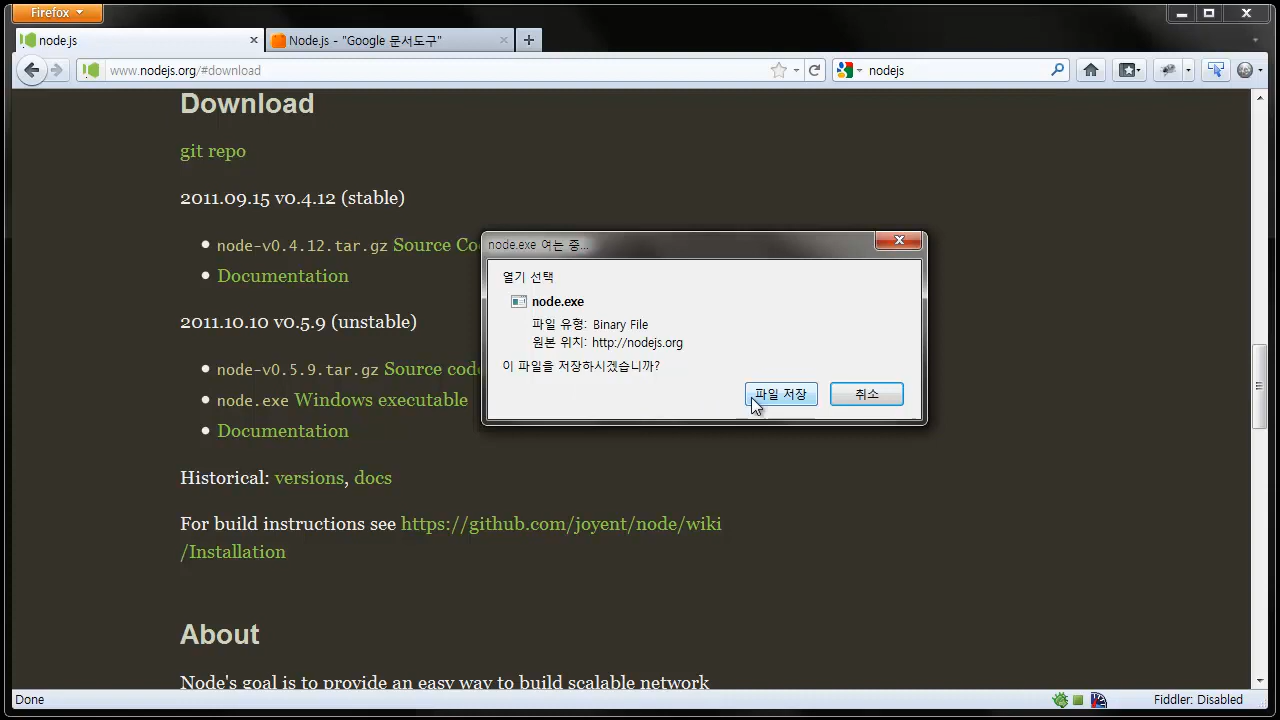 Firefox
node.js
Node.js - "Google 문서도구"
www.nodejs.org/#download
nodejs
Download
git repo
2011.09.15 v0.4.12 (stable)
node-v0.4.12.tar.gz Source Co
Documentation
2011.10.10 v0.5.9 (unstable)
node-v0.5.9.tar.gz Source code
node.exe Windows executable
Documentation
Historical: versions, docs
For build instructions see https://github.com/joyent/node/wiki
/Installation
About
Node's goal is to provide an easy way to build scalable network
node.exe 여는 중...
열기 선택
node.exe
파일 유형: Binary File
원본 위치: http://nodejs.org
이 파일을 저장하시겠습니까?
파일 저장
취소
Done
Fiddler: Disabled